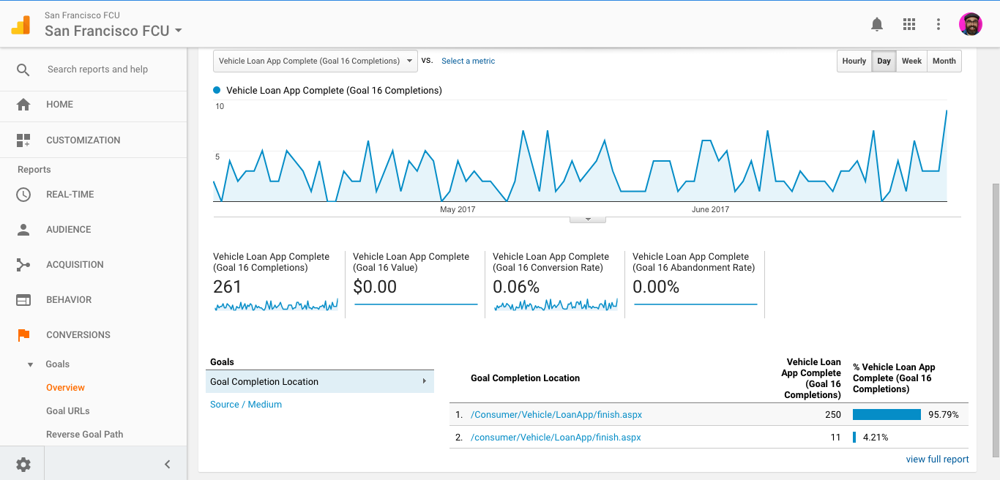 San Francisco FCU
San Francisco FCU
Search reports and help
HOME
CUSTOMIZATION
Reports
REAL-TIME
AUDIENCE
ACQUISITION
BEHAVIOR
CONVERSIONS
Goals
Overview
Goal URLs
Reverse Goal Path
Vehicle Loan App Complete (Goal 16 Completions) VS. Select a metric
Hourly Day Week Month
Vehicle Loan App Complete (Goal 16 Completions)
10
5
May 2017 June 2017
Vehicle Loan App Complete
(Goal 16 Completions)
261
Vehicle Loan App Complete
(Goal 16 Value)
$0.00
Vehicle Loan App Complete
(Goal 16 Conversion Rate)
0.06%
Vehicle Loan App Complete
(Goal 16 Abandonment Rate)
0.00%
Goals
Goal Completion Location
Source / Medium
Goal Completion Location
Vehicle Loan
App Complete
(Goal 16
Completions)
% Vehicle Loan App
Complete (Goal 16
Completions)
1. /Consumer/Vehicle/LoanApp/finish.aspx 250 95.79%
2. /consumer/Vehicle/LoanApp/finish.aspx 11 4.21%
view full report